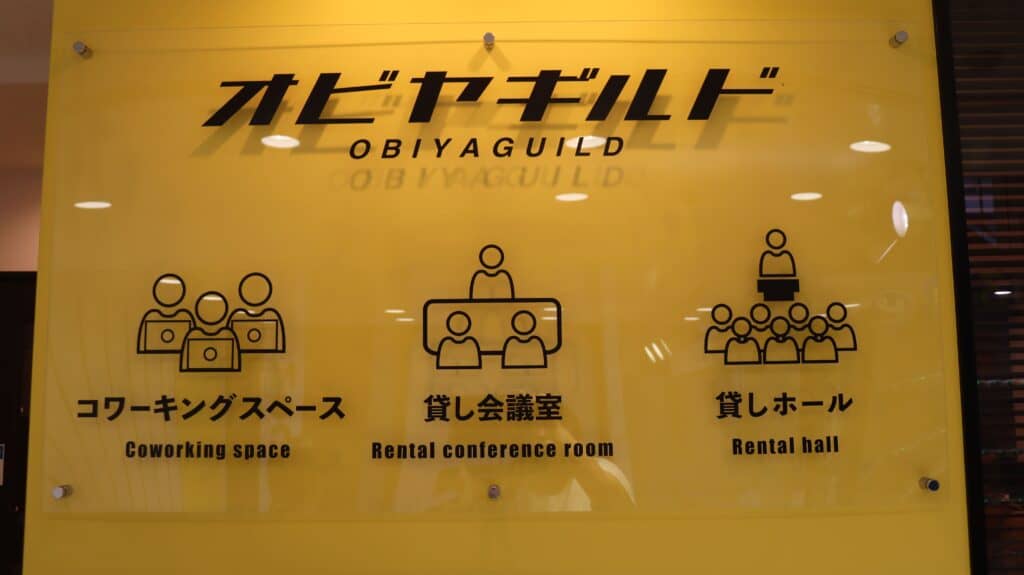 オビヤギルド
OBIYAGUILD
コワーキングスペース
Coworking space
貸し会議室
Rental conference room
貸しホール
Rental hall